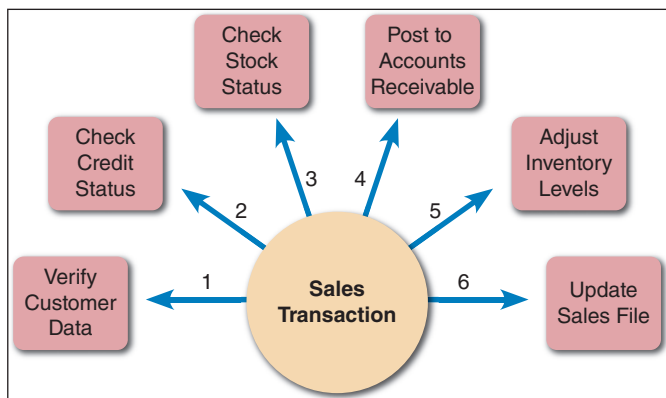 Check
Stock
Status
Post to
Accounts
Receivable
Check
Credit
Status
Adjust
Inventory
Levels
3
4
2
5
Verify
Customer
Data
1
Sales
Transaction
6
Update
Sales File